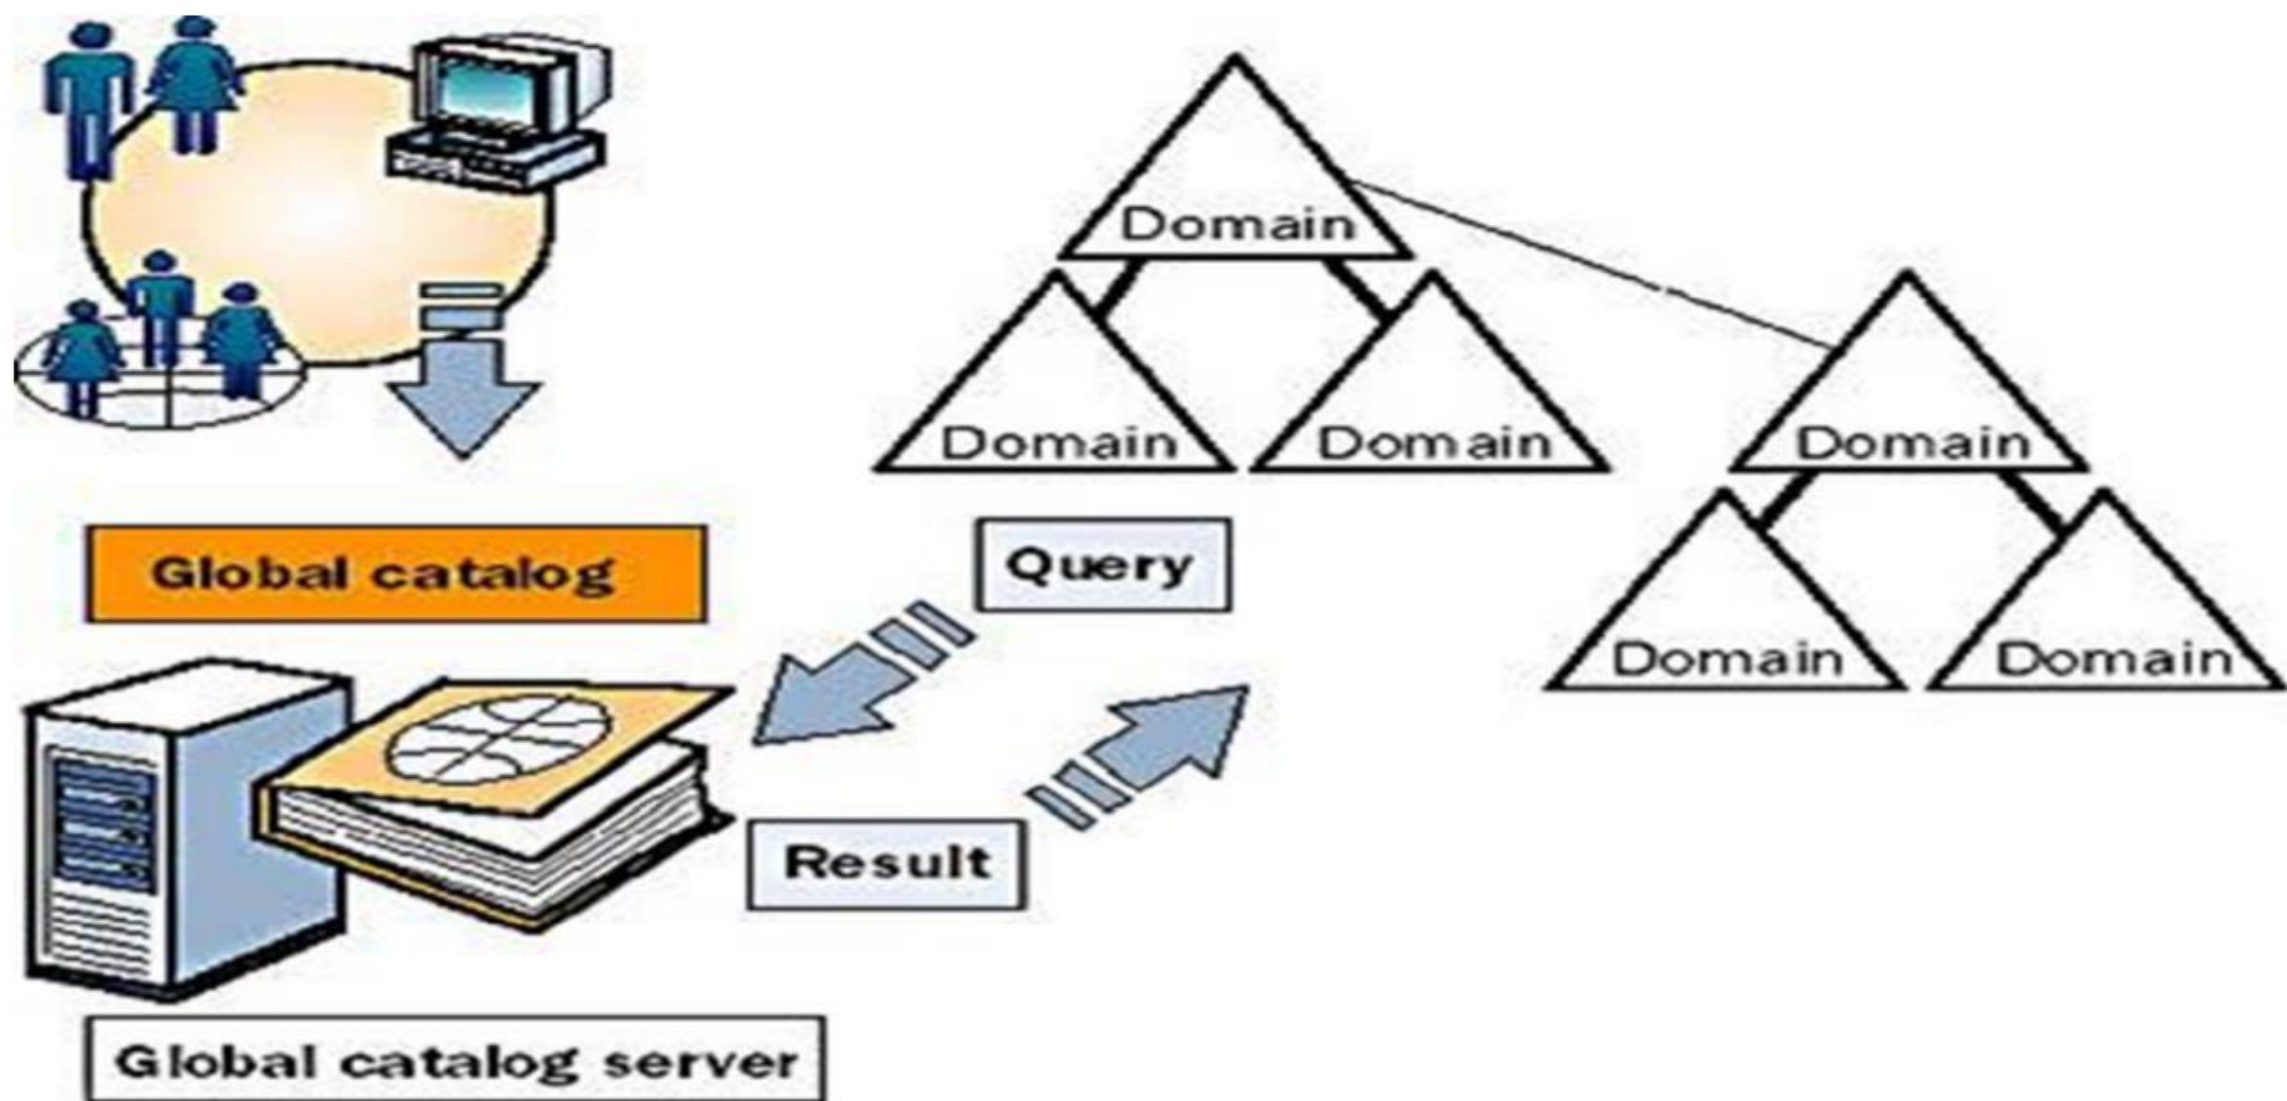 Domain
Domain
Domain
Domain
Domain
Domain
Global catalog
Query
Result
Global catalog server